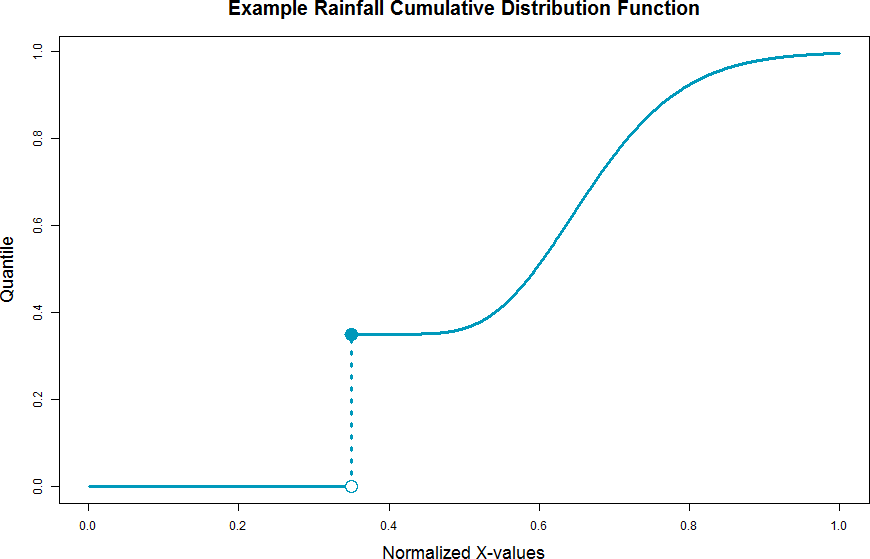 Example Rainfall Cumulative Distribution Function
1.0
0.8
0.6
0.4
0.2
0.0
Quantile
0.0 0.2 0.4 0.6 0.8 1.0
Normalized X-values